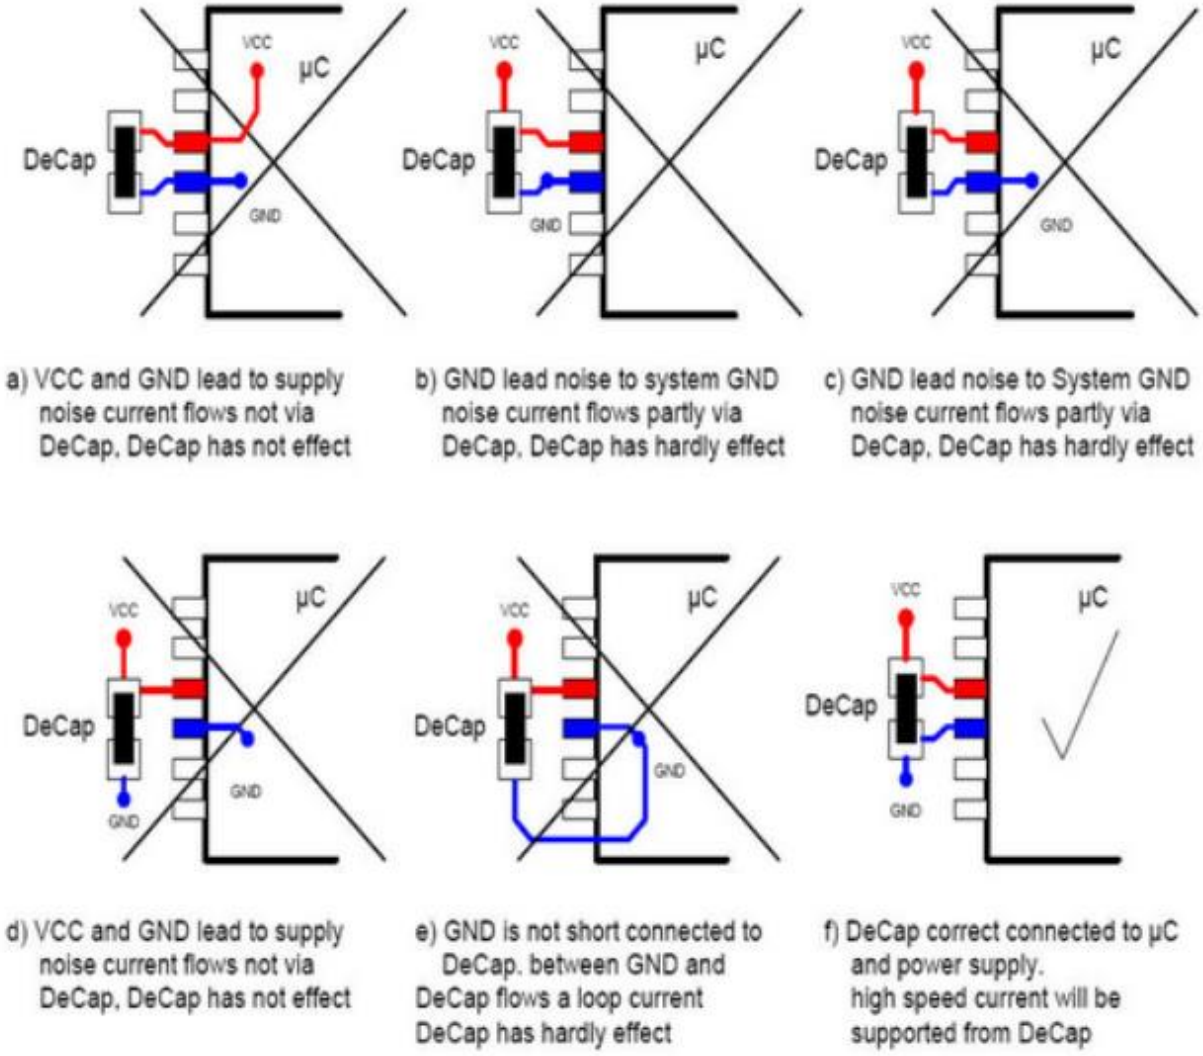 VCC
µC
DeCap
GND
a) VCC and GND lead to supply
noise current flows not via
DeCap, DeCap has not effect
VCC
µC
DeCap
GND
b) GND lead noise to system GND
noise current flows partly via
DeCap, DeCap has hardly effect
VCC
µC
DeCap
GND
c) GND lead noise to System GND
noise current flows partly via
DeCap, DeCap has hardly effect
µC
VCC
DeCap
GND
GND
d) VCC and GND lead to supply
noise current flows not via
DeCap, DeCap has not effect
µC
VCC
DeCap
GND
e) GND is not short connected to
DeCap. between GND and
DeCap flows a loop current
DeCap has hardly effect
VCC
µC
DeCap
GND
f) DeCap correct connected to µC
and power supply.
high speed current will be
supported from DeCap